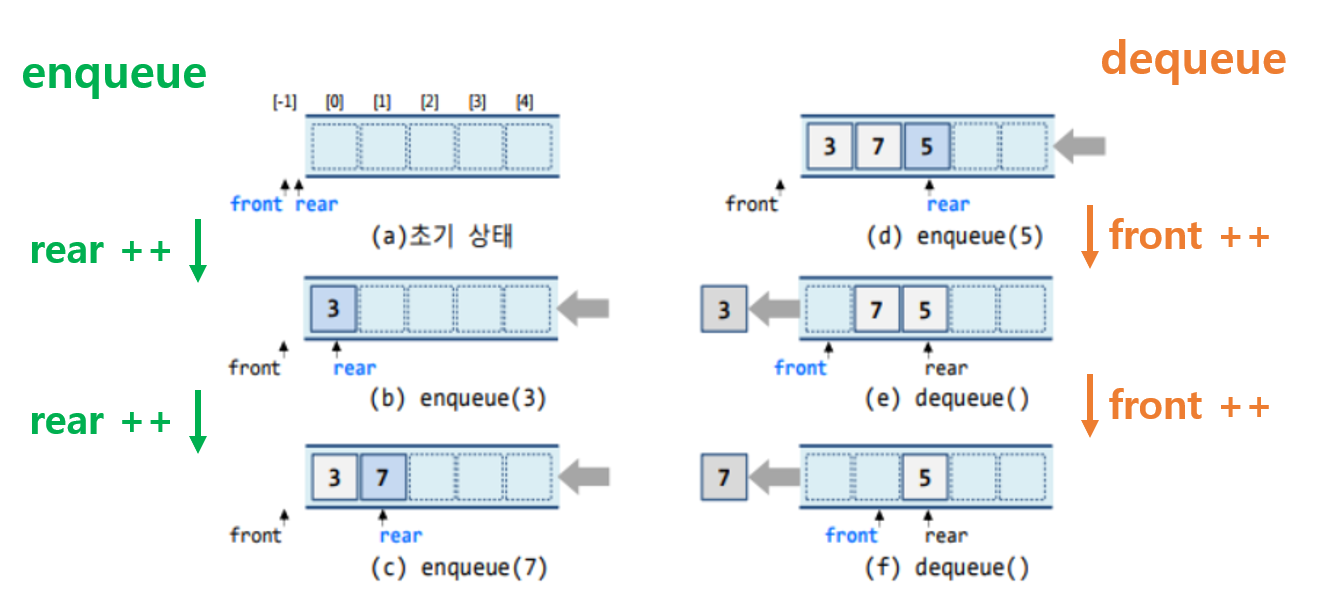 enqueue
[-1] [0] [1] [2] [3] [4]
front rear
(a)초기 상태
rear ++
3
front rear
(b) enqueue(3)
rear ++
3 7
front rear
(c) enqueue(7)
dequeue
3 7 5
front rear
(d) enqueue(5)
front ++
3 7 5
front rear
(e) dequeue()
front ++
7 5
front rear
(f) dequeue()